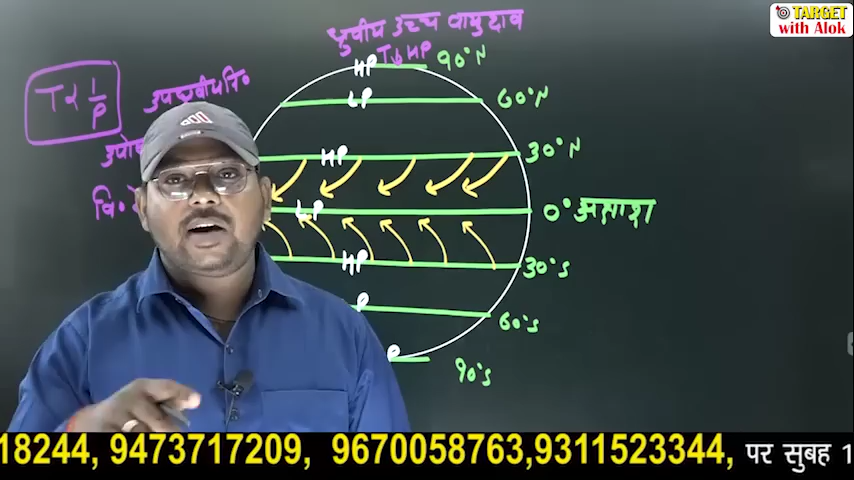 TARGET
with Alok
ध्रुवीय उच्च वायुदाब
T↓HP
HP
90°N
T∝1/P
LP
60°N
HP
30°N
LP
0° अक्षांश
HP
30°S
P
60°S
P
90°S
18244, 9473717209, 9670058763,9311523344, पर सुबह 1